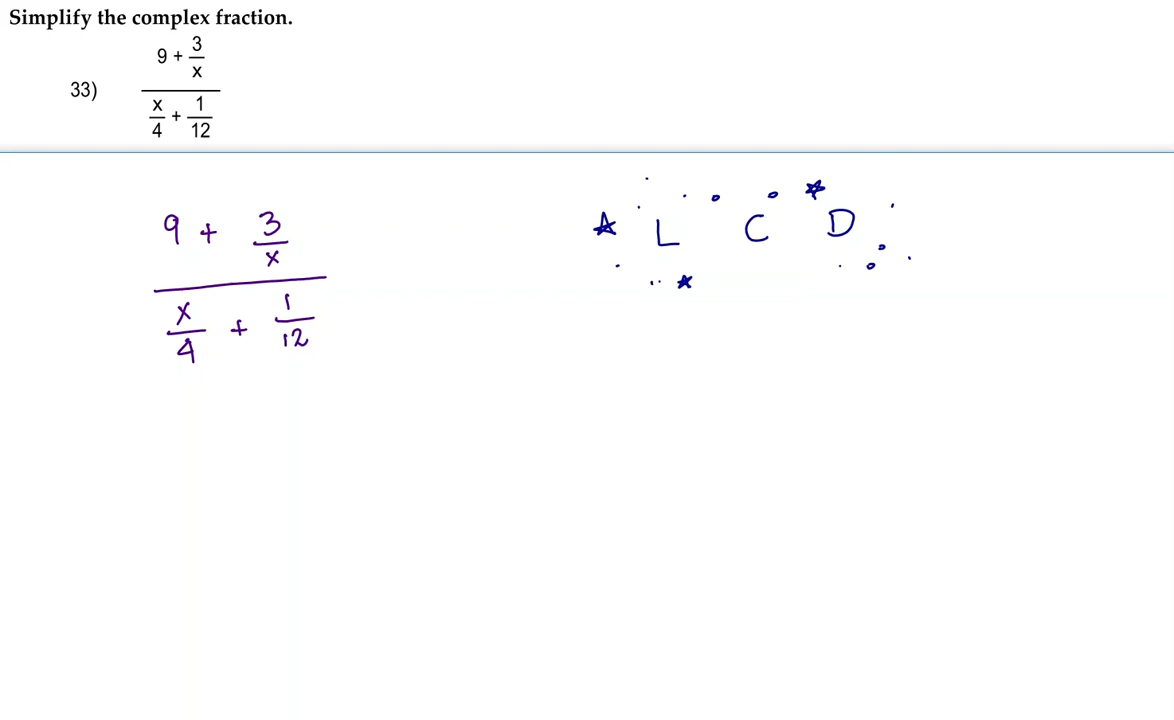 Simplify the complex fraction.
33) (9 + 3/x) / (x/4 + 1/12)
(9 + 3/x) / (x/4 + 1/12)
L C D